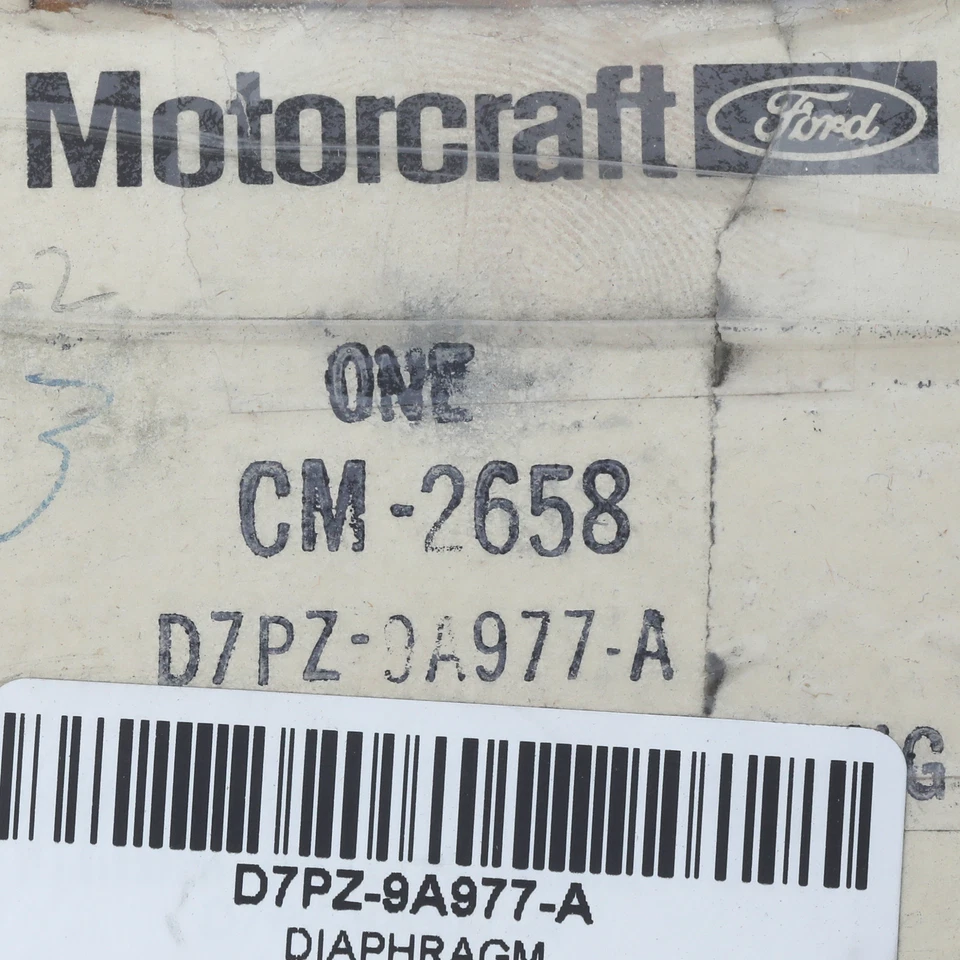 Motorcraft Ford
-2
ONE
3
CM-2658
D7PZ-9A977-A
G
D7PZ-9A977-A
DIAPHRAGM